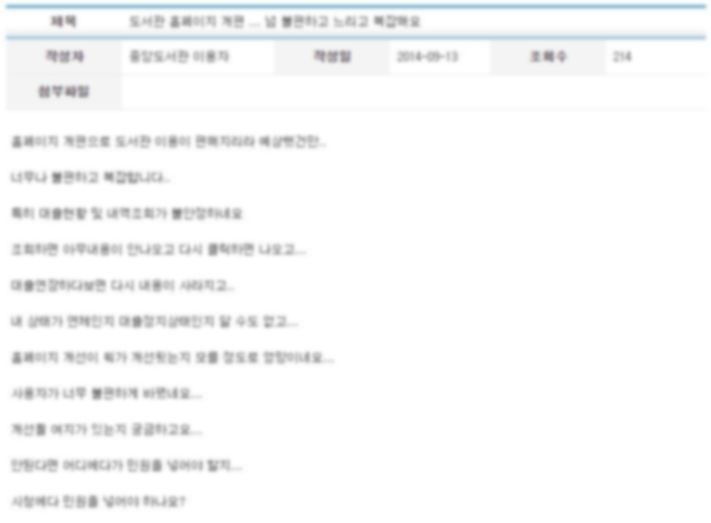 제목 도서관 홈페이지 개편 ... 넘 불편하고 느리고 복잡해요
작성자 중앙도서관 이용자 작성일 2014-09-13 조회수 214
첨부파일
홈페이지 개편으로 도서관 이용이 편해지리라 예상했건만..
너무나 불편하고 복잡합니다..
특히 대출현황 및 내역조회가 불안정하네요
조회하면 아무내용이 안나오고 다시 클릭하면 나오고...
대출연장하다보면 다시 내용이 사라지고..
내 상태가 연체인지 대출정지상태인지 알 수도 없고...
홈페이지 개선이 뭐가 개선됐는지 모를 정도로 엉망이네요...
사용자가 너무 불편하게 바꼈네요...
개선할 여지가 있는지 궁금하고요...
안된다면 어디에다가 민원을 넣어야 할지...
시청에다 민원을 넣어야 하나요?